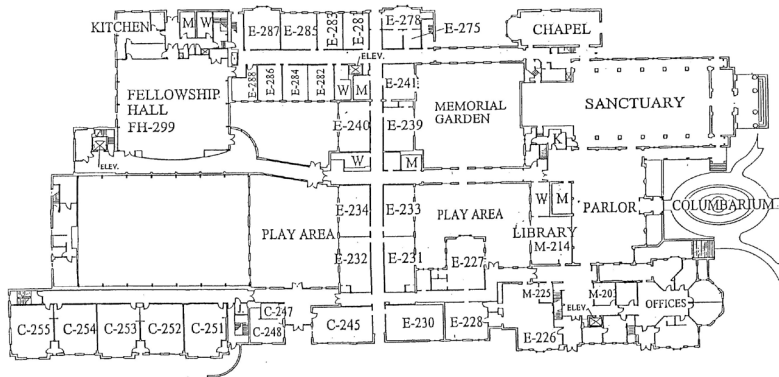 KITCHEN
M
W
E-287
E-285
E-283
E-281
E-278
E-275
CHAPEL
ELEV.
E-288
E-286
E-284
E-282
W
M
E-241
FELLOWSHIP
HALL
FH-299
MEMORIAL
GARDEN
SANCTUARY
E-240
E-239
K
W
M
ELEV.
E-234
E-233
PLAY AREA
PLAY AREA
W
M
PARLOR
COLUMBARIUM
LIBRARY
M-214
E-232
E-231
E-227
M-225
M-203
OFFICES
ELEV.
C-255
C-254
C-253
C-252
C-251
C-247
C-248
C-245
E-230
E-228
E-226